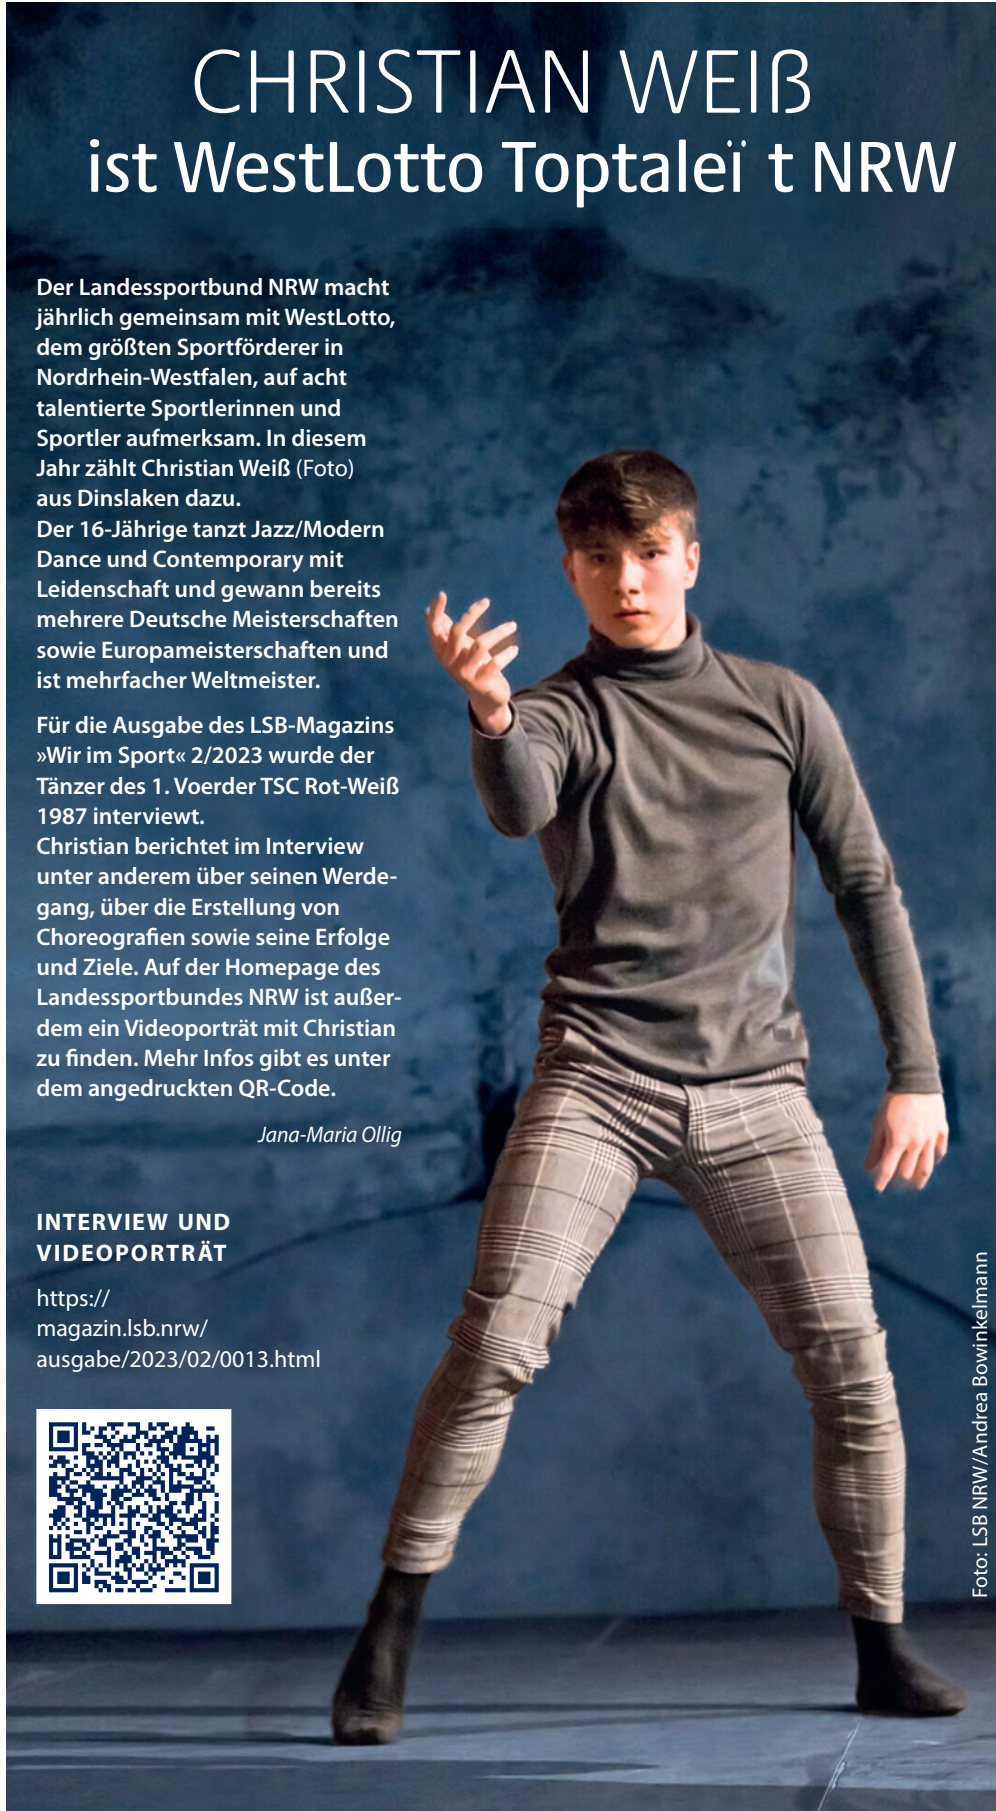 CHRISTIAN WEIß
ist WestLotto Toptaleï t NRW
Der Landessportbund NRW macht
jährlich gemeinsam mit WestLotto,
dem größten Sportförderer in
Nordrhein-Westfalen, auf acht
talentierte Sportlerinnen und
Sportler aufmerksam. In diesem
Jahr zählt Christian Weiß (Foto)
aus Dinslaken dazu.
Der 16-Jährige tanzt Jazz/Modern
Dance und Contemporary mit
Leidenschaft und gewann bereits
mehrere Deutsche Meisterschaften
sowie Europameisterschaften und
ist mehrfacher Weltmeister.
Für die Ausgabe des LSB-Magazins
»Wir im Sport« 2/2023 wurde der
Tänzer des 1. Voerder TSC Rot-Weiß
1987 interviewt.
Christian berichtet im Interview
unter anderem über seinen Werde-
gang, über die Erstellung von
Choreografien sowie seine Erfolge
und Ziele. Auf der Homepage des
Landessportbundes NRW ist außer-
dem ein Videoporträt mit Christian
zu finden. Mehr Infos gibt es unter
dem angedruckten QR-Code.
Jana-Maria Ollig
INTERVIEW UND
VIDEOPORTRÄT
https://
magazin.lsb.nrw/
ausgabe/2023/02/0013.html
Foto: LSB NRW/Andrea Bowinkelmann